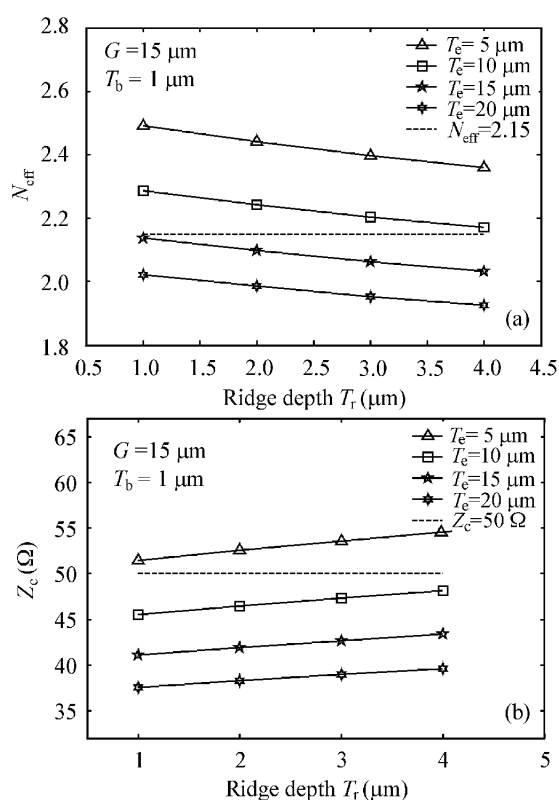 2.8
2.6
2.4
2.2
2.0
1.8
N_eff
G = 15 μm
T_b = 1 μm
T_e= 5 μm
T_e=10 μm
T_e=15 μm
T_e=20 μm
N_eff=2.15
(a)
0.5 1.0 1.5 2.0 2.5 3.0 3.5 4.0 4.5
Ridge depth T_r (μm)
65
60
55
50
45
40
35
Z_c (Ω)
G = 15 μm
T_b = 1 μm
T_e= 5 μm
T_e=10 μm
T_e=15 μm
T_e=20 μm
Z_c=50 Ω
(b)
1 2 3 4 5
Ridge depth T_r (μm)